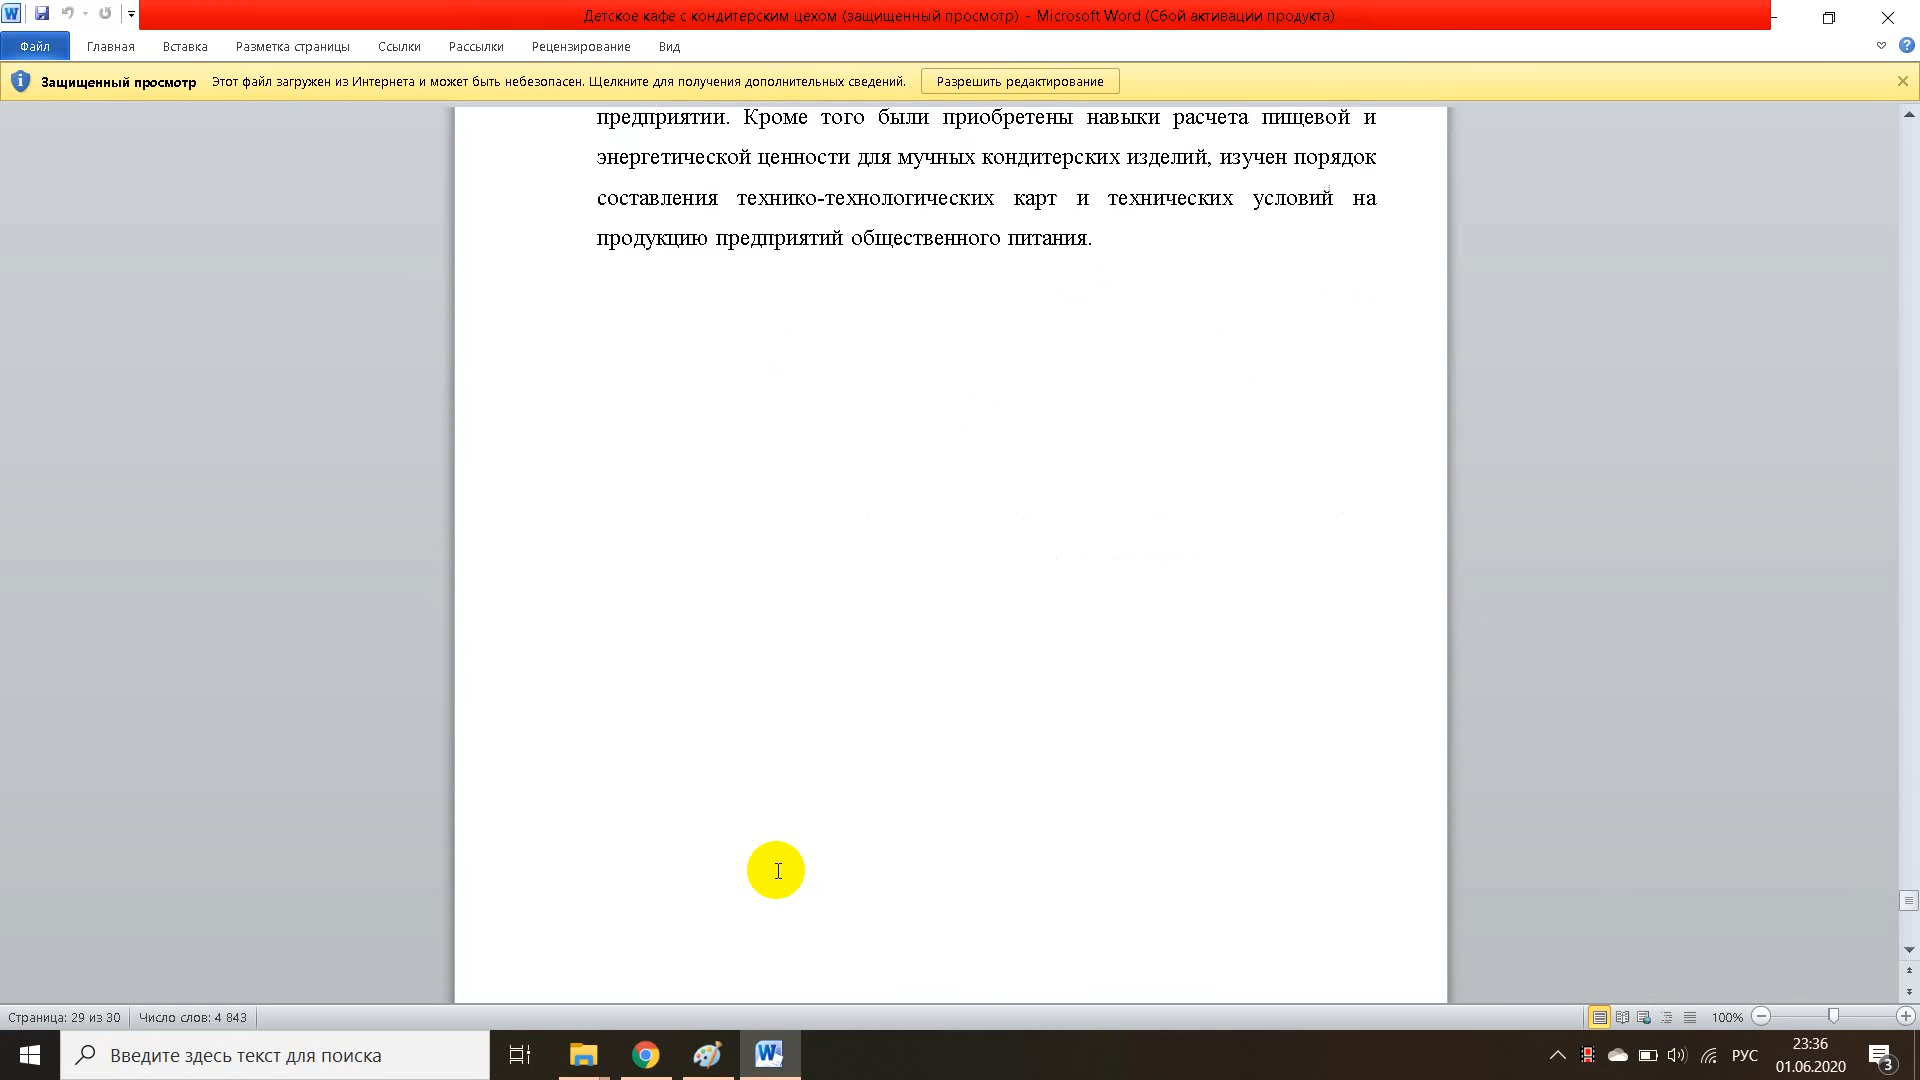 Детское кафе с кондитерским цехом (защищенный просмотр) - Microsoft Word (Сбой активации продукта)
Файл Главная Вставка Разметка страницы Ссылки Рассылки Рецензирование Вид
Защищенный просмотр Этот файл загружен из Интернета и может быть небезопасен. Щелкните для получения дополнительных сведений. Разрешить редактирование
предприятии. Кроме того были приобретены навыки расчета пищевой и
энергетической ценности для мучных кондитерских изделий, изучен порядок
составления технико-технологических карт и технических условий на
продукцию предприятий общественного питания.
Страница: 29 из 30 Число слов: 4 843 100%
Введите здесь текст для поиска
РУС
23:36
01.06.2020
3